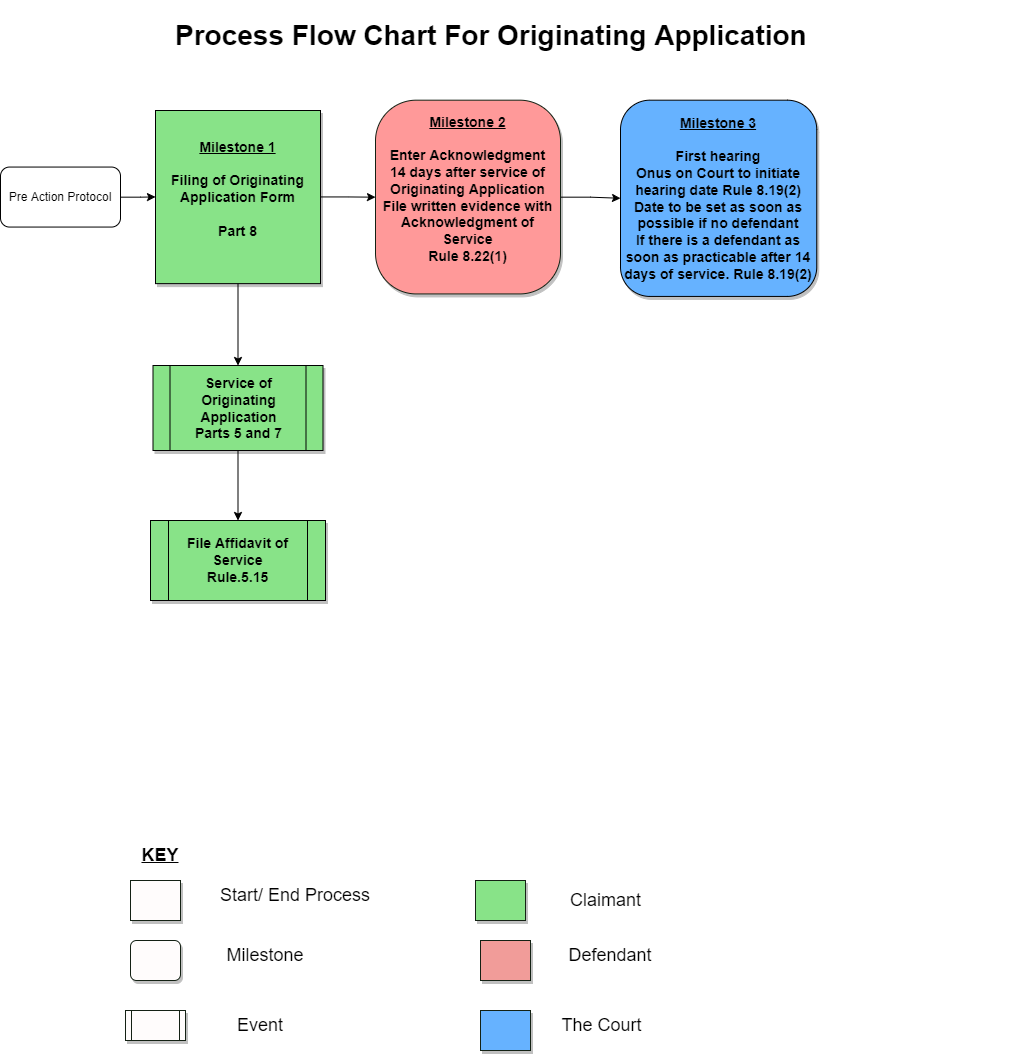 Process Flow Chart For Originating Application
Pre Action Protocol
Milestone 1
Filing of Originating
Application Form
Part 8
Milestone 2
Enter Acknowledgment
14 days after service of
Originating Application
File written evidence with
Acknowledgment of
Service
Rule 8.22(1)
Milestone 3
First hearing
Onus on Court to initiate
hearing date Rule 8.19(2)
Date to be set as soon as
possible if no defendant
If there is a defendant as
soon as practicable after 14
days of service. Rule 8.19(2)
Service of
Originating
Application
Parts 5 and 7
File Affidavit of
Service
Rule.5.15
KEY
Start/ End Process
Claimant
Milestone
Defendant
Event
The Court